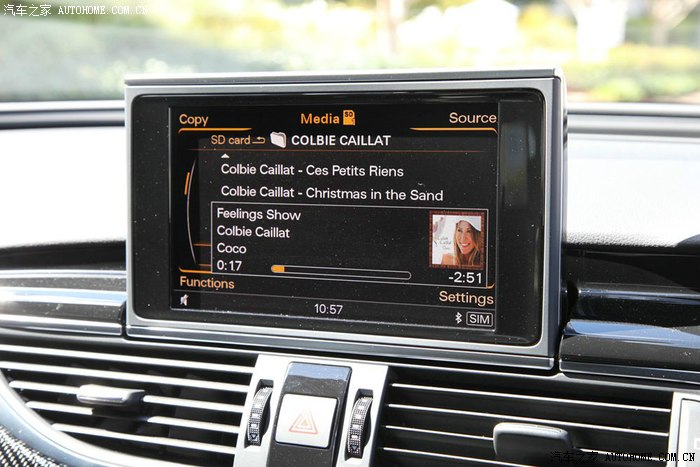 汽车之家 AUTOHOME.COM.CN
Copy Media SD Source
SD card COLBIE CAILLAT
Colbie Caillat - Ces Petits Riens
Colbie Caillat - Christmas in the Sand
Feelings Show
Colbie Caillat
Coco
0:17 -2:51
Functions Settings
10:57
SIM
汽车之家 AUTOHOME.COM.CN